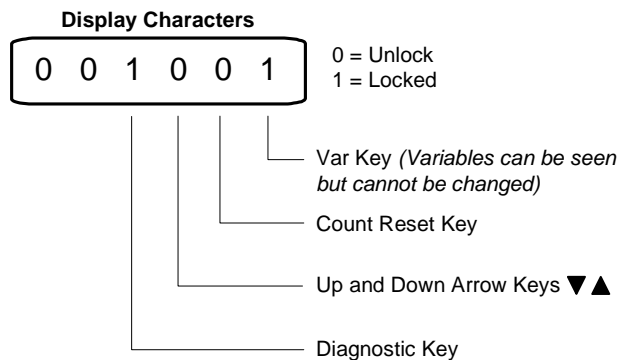 Display Characters
0 0 1 0 0 1
0 = Unlock
1 = Locked
Var Key (Variables can be seen
but cannot be changed)
Count Reset Key
Up and Down Arrow Keys ▼▲
Diagnostic Key